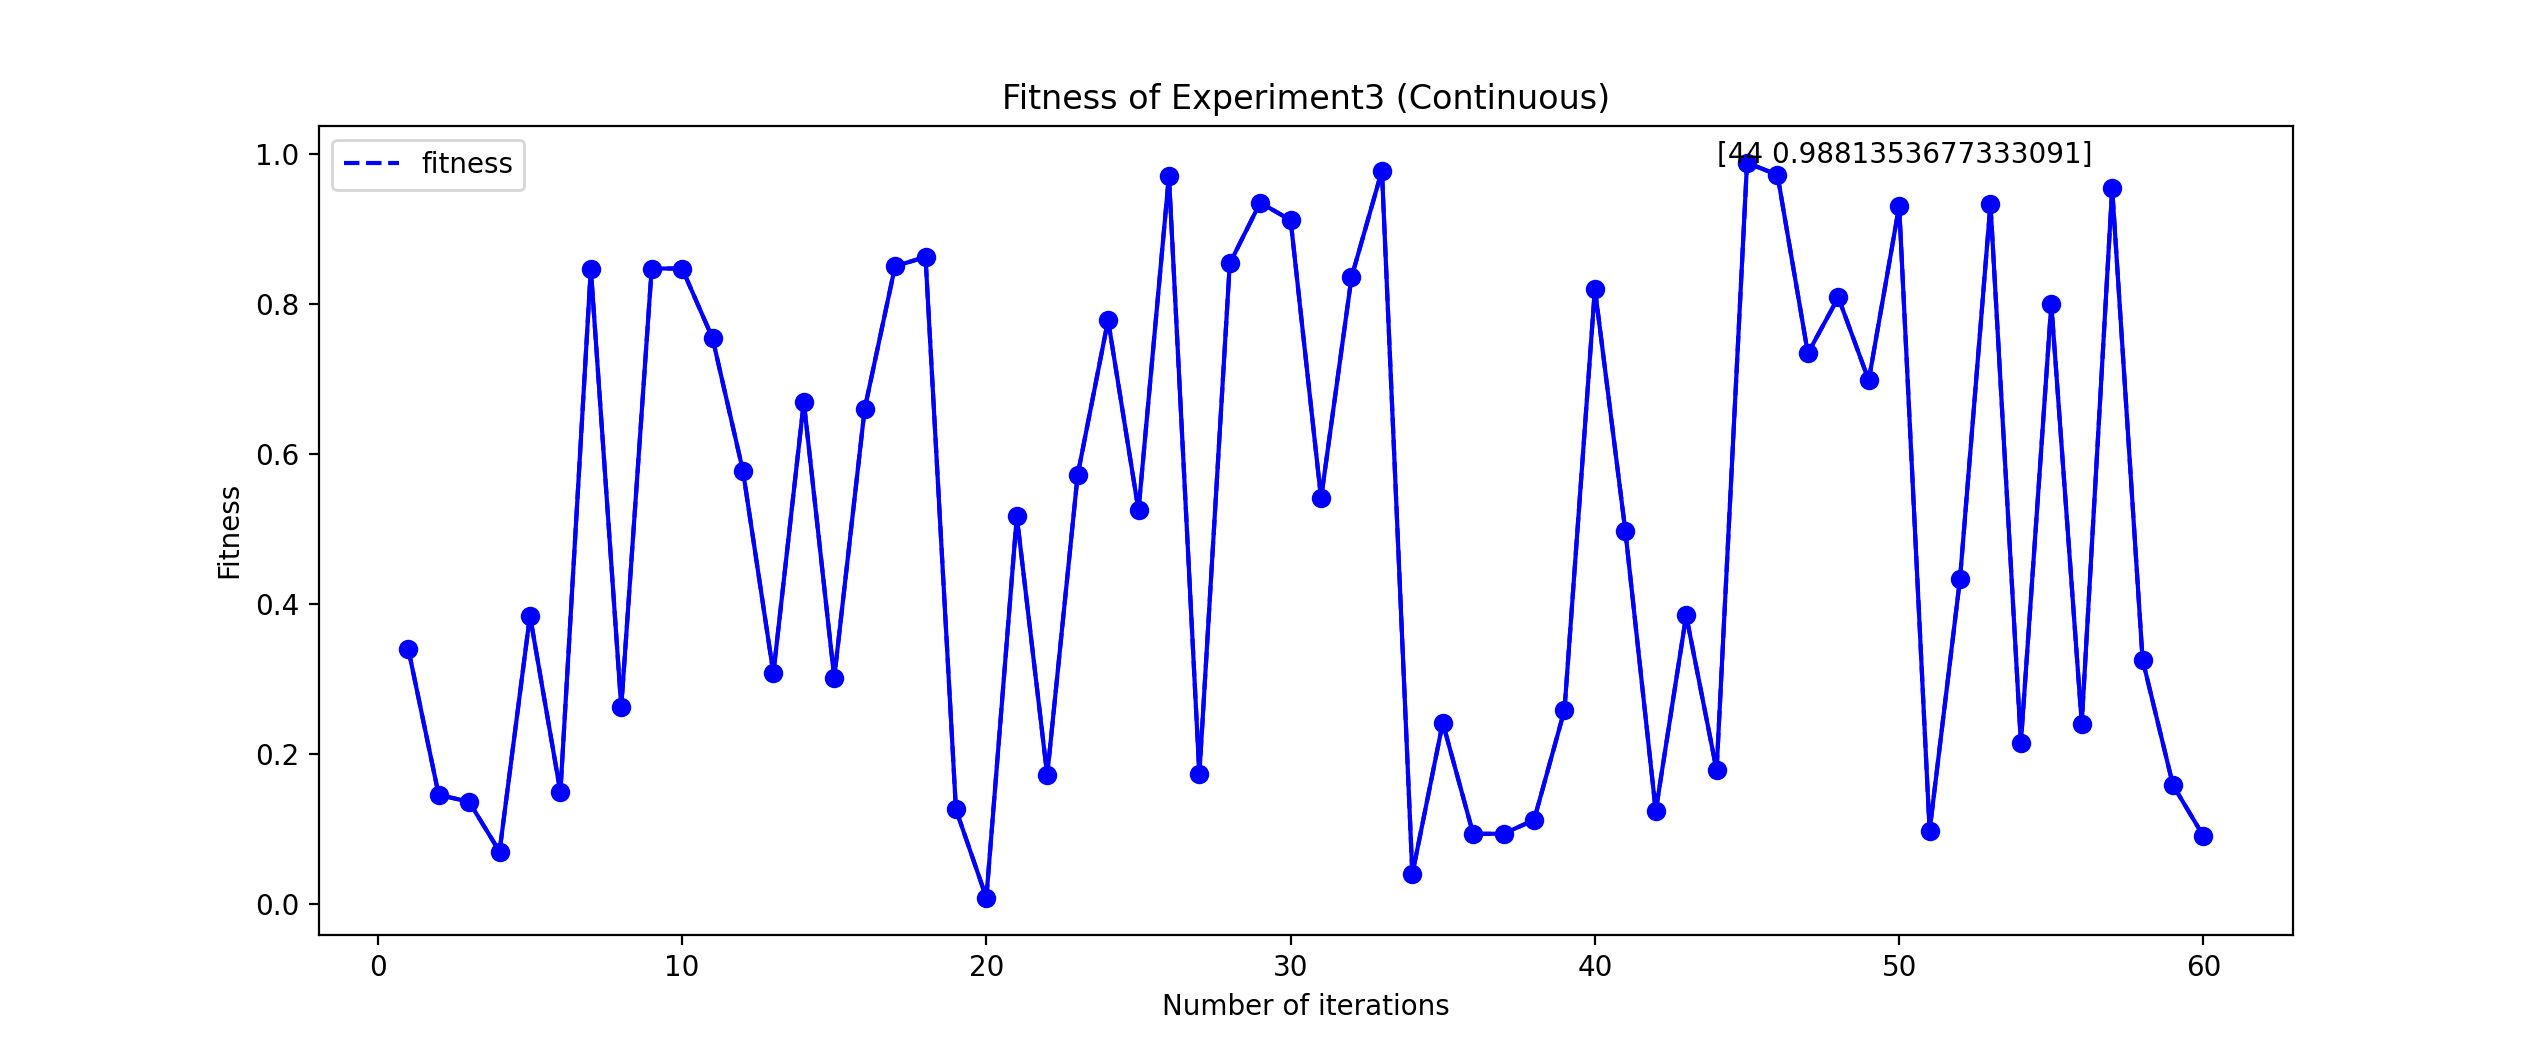 Fitness of Experiment3 (Continuous)
fitness
[44 0.9881353677333091]
1.0
0.8
0.6
0.4
0.2
0.0
Fitness
0 10 20 30 40 50 60
Number of iterations